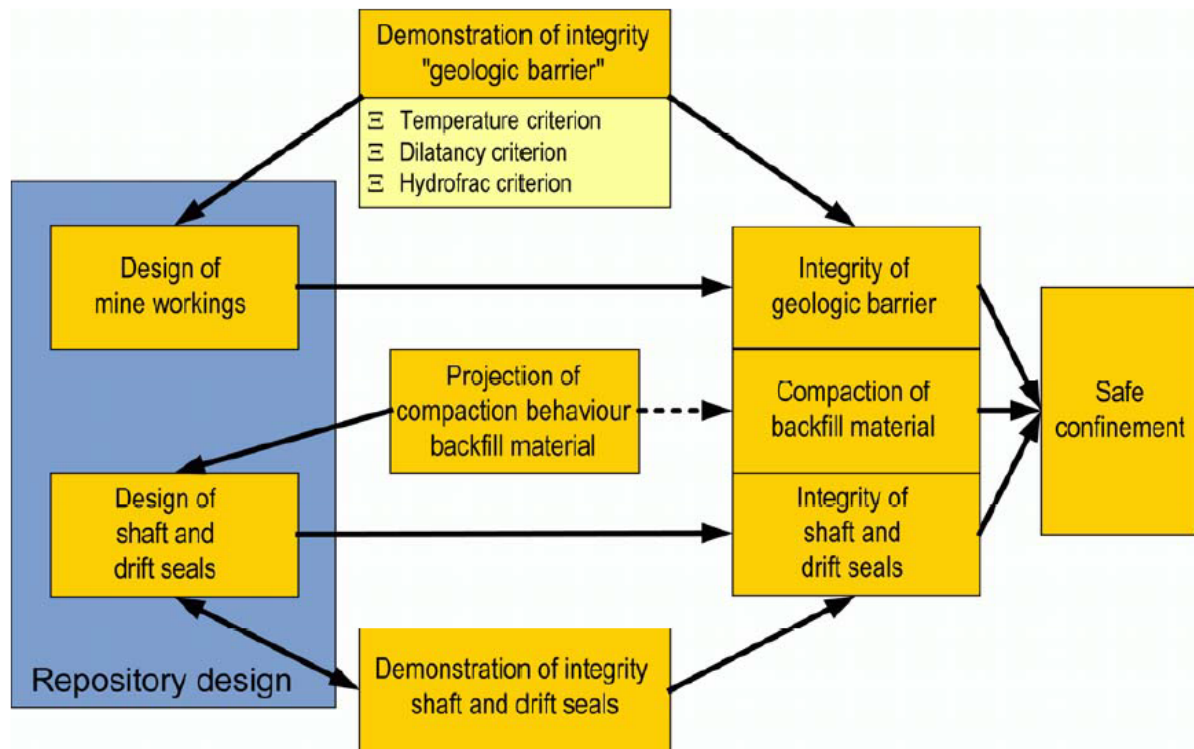 Demonstration of integrity
"geologic barrier"
Ξ Temperature criterion
Ξ Dilatancy criterion
Ξ Hydrofrac criterion
Design of
mine workings
Integrity of
geologic barrier
Projection of
compaction behaviour
backfill material
Compaction of
backfill material
Safe
confinement
Design of
shaft and
drift seals
Integrity of
shaft and
drift seals
Repository design
Demonstration of integrity
shaft and drift seals